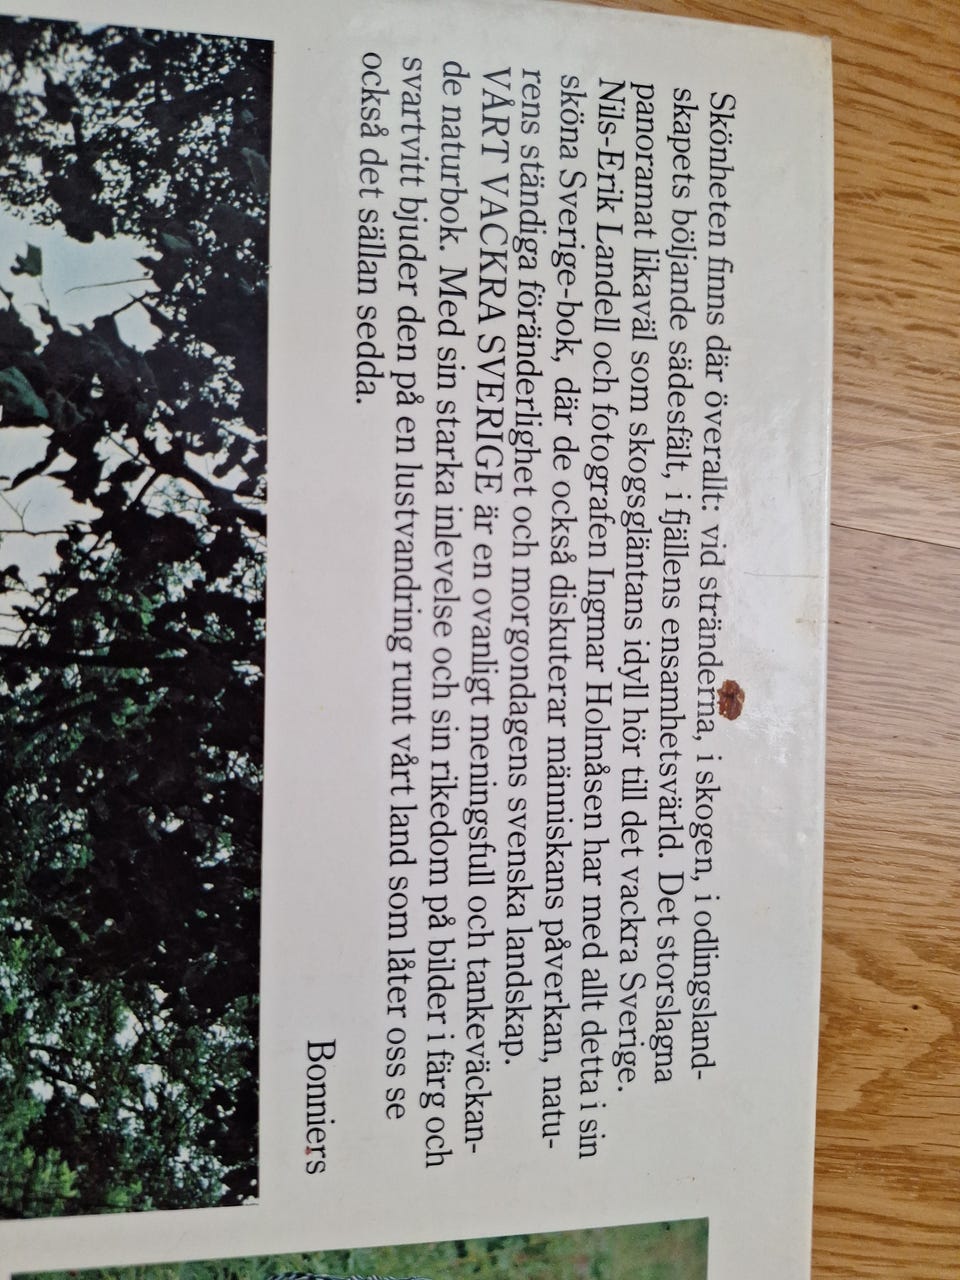 Skönheten finns där överallt: vid stränderna, i skogen, i odlingsland-
skapets böljande sädesfält, i fjällens ensamhetsvärld. Det storslagna
panoramat likaväl som skogsgläntans idyll hör till det vackra Sverige.
Nils-Erik Landell och fotografen Ingmar Holmåsen har med allt detta i sin
sköna Sverige-bok, där de också diskuterar människans påverkan, natu-
rens ständiga föränderlighet och morgondagens svenska landskap.
VÅRT VACKRA SVERIGE är en ovanligt meningsfull och tankeväckan-
de naturbok. Med sin starka inlevelse och sin rikedom på bilder i färg och
svartvitt bjuder den på en lustvandring runt vårt land som låter oss se
också det sällan sedda.
Bonniers